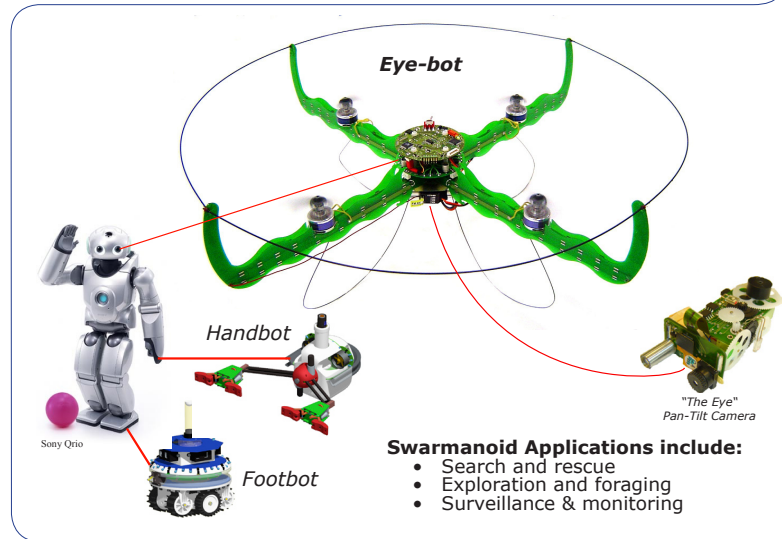 Eye-bot
Handbot
"The Eye"
Pan-Tilt Camera
Sony Qrio
Footbot
Swarmanoid Applications include:
• Search and rescue
• Exploration and foraging
• Surveillance & monitoring